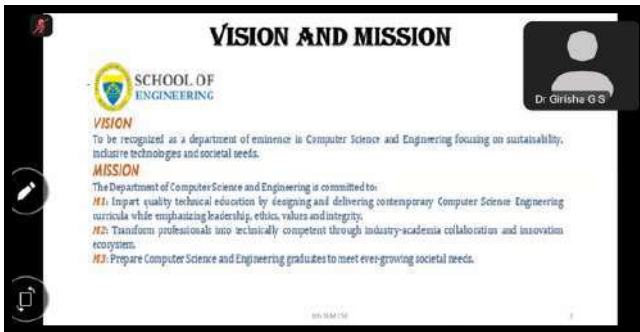 VISION AND MISSION
SCHOOL OF
ENGINEERING
Dr Girisha G S
VISION
To be recognized as a department of eminence in Computer Science and Engineering focusing on sustainability,
inclusive technologies and societal needs.
MISSION
The Department of Computer Science and Engineering is committed to:
M1: Impart quality technical education by designing and delivering contemporary Computer Science Engineering
curricula while emphasizing leadership, ethics, values and integrity.
M2: Transform professionals into technically competent through industry-academia collaboration and innovation
ecosystem.
M3: Prepare Computer Science and Engineering graduates to meet ever-growing societal needs.